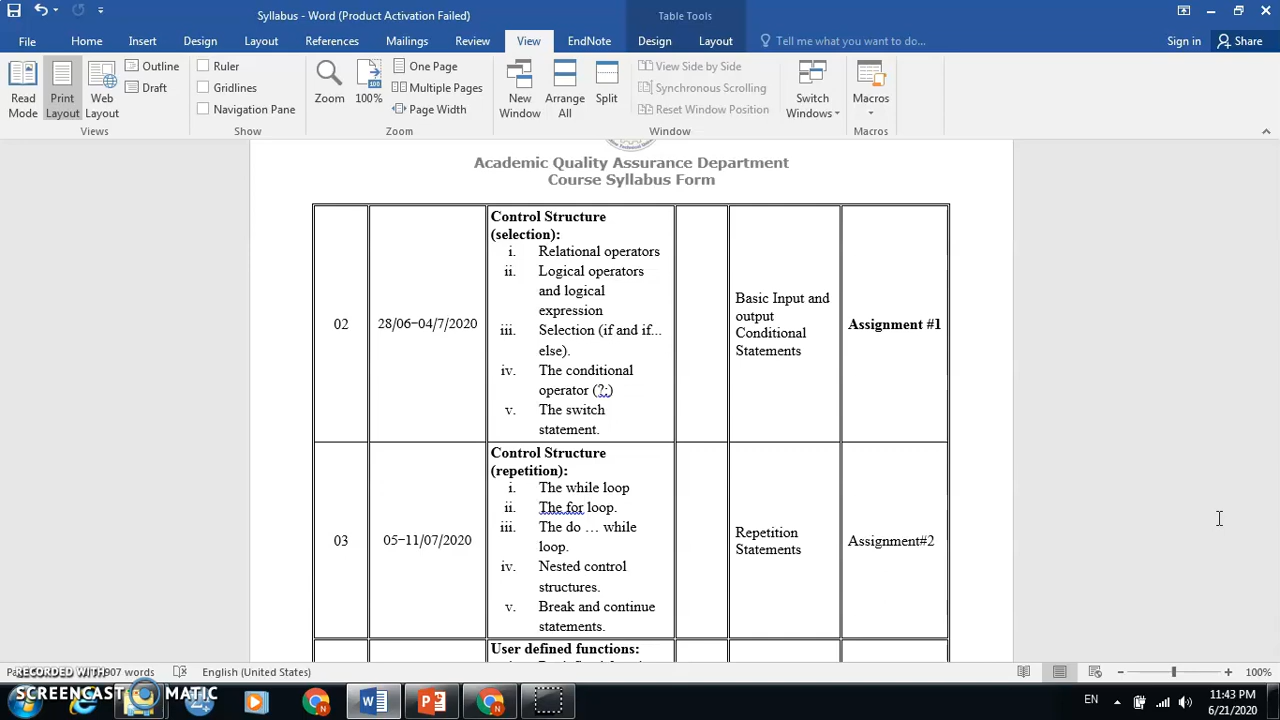 Syllabus - Word (Product Activation Failed)
Table Tools
File Home Insert Design Layout References Mailings Review View EndNote Design Layout Tell me what you want to do... Sign in Share
Read Mode
Print Layout
Web Layout
Outline
Draft
Views
Ruler
Gridlines
Navigation Pane
Show
Zoom
100
100%
One Page
Multiple Pages
Page Width
Zoom
New Window
Arrange All
Split
View Side by Side
Synchronous Scrolling
Reset Window Position
Window
Switch Windows
Macros
Macros
Academic Quality Assurance Department
Course Syllabus Form
02
28/06–04/7/2020
Control Structure
(selection):
i. Relational operators
ii. Logical operators
and logical
expression
iii. Selection (if and if...
else).
iv. The conditional
operator (?;)
v. The switch
statement.
Basic Input and
output
Conditional
Statements
Assignment #1
03
05–11/07/2020
Control Structure
(repetition):
i. The while loop
ii. The for loop.
iii. The do … while
loop.
iv. Nested control
structures.
v. Break and continue
statements.
Repetition
Statements
Assignment#2
User defined functions:
907 words English (United States) 100%
RECORDED WITH
SCREENCAST MATIC
EN
11:43 PM
6/21/2020